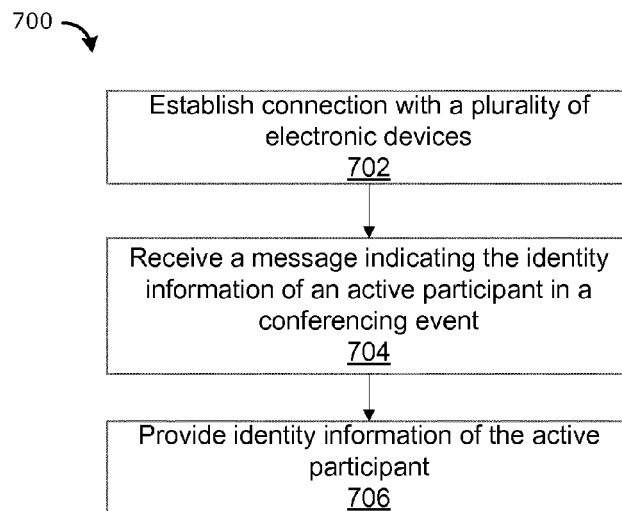 700
Establish connection with a plurality of
electronic devices
702
Receive a message indicating the identity
information of an active participant in a
conferencing event
704
Provide identity information of the active
participant
706